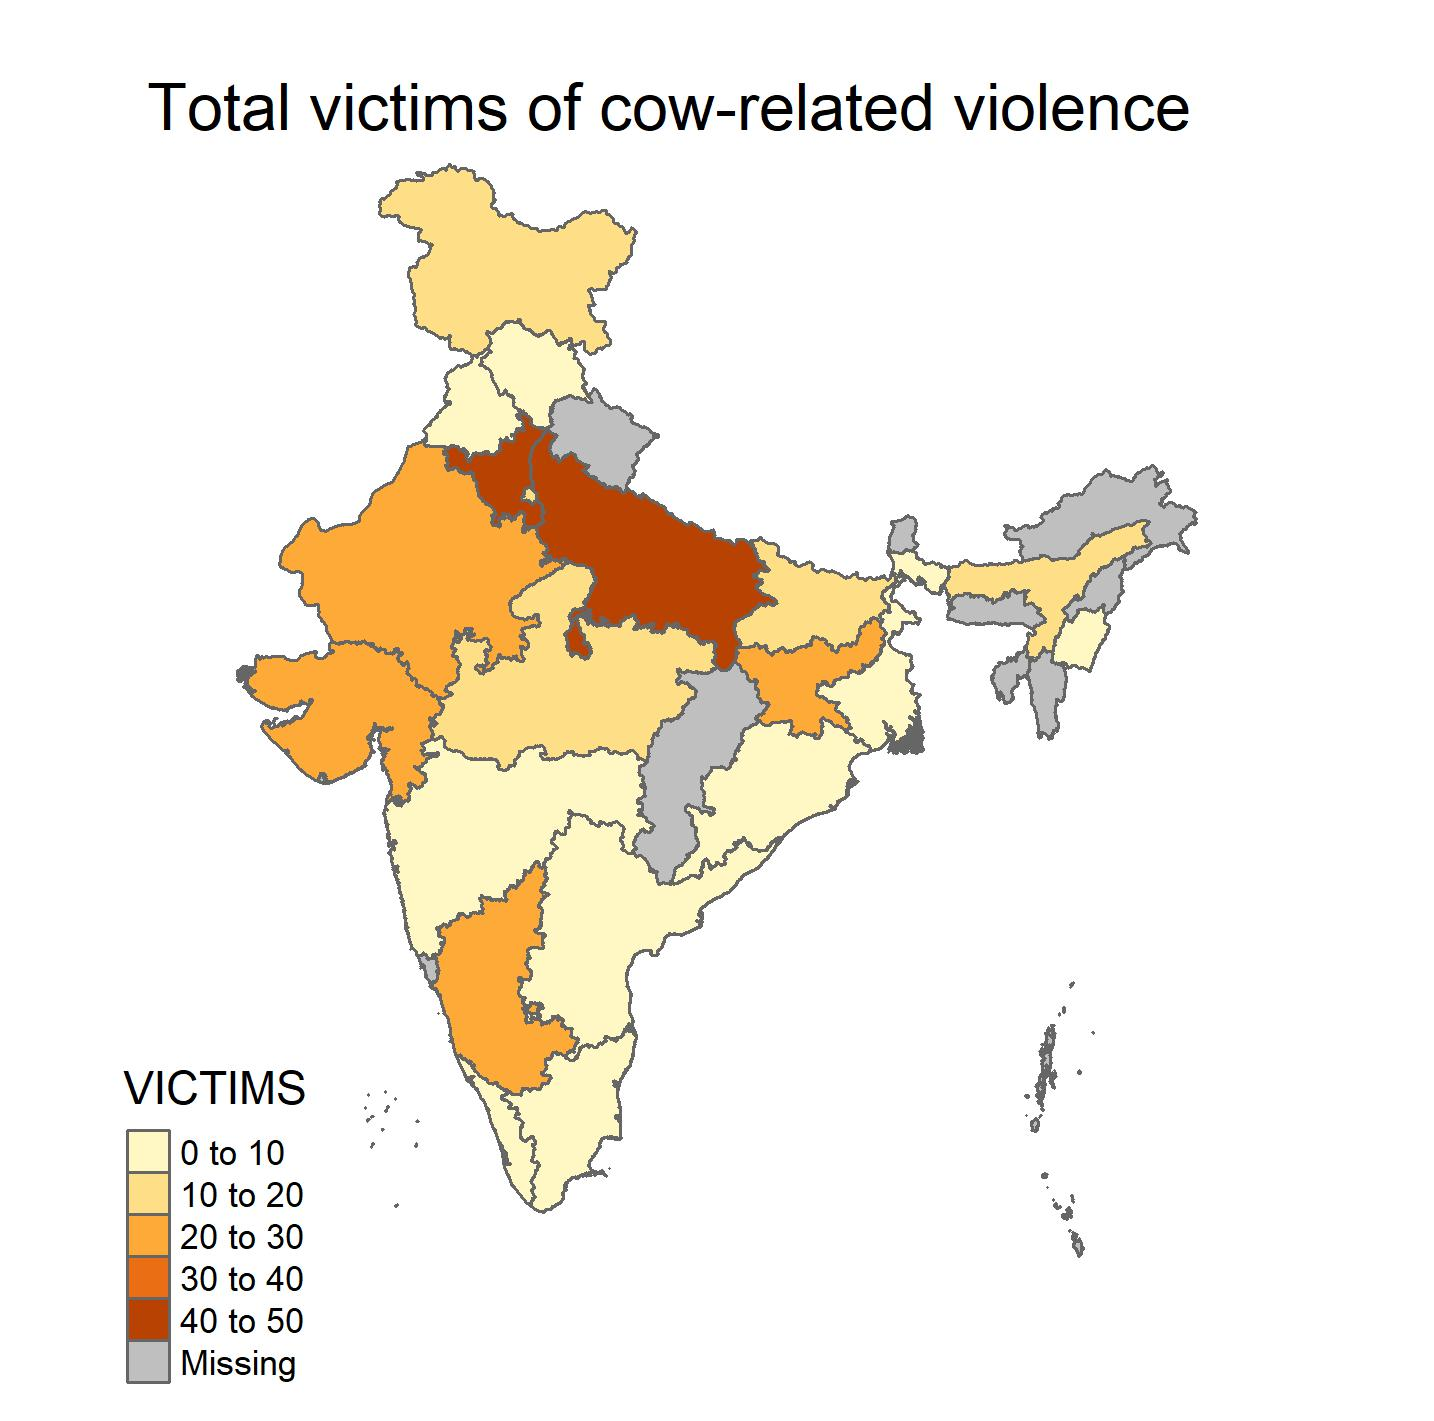 Total victims of cow-related violence
VICTIMS
0 to 10
10 to 20
20 to 30
30 to 40
40 to 50
Missing